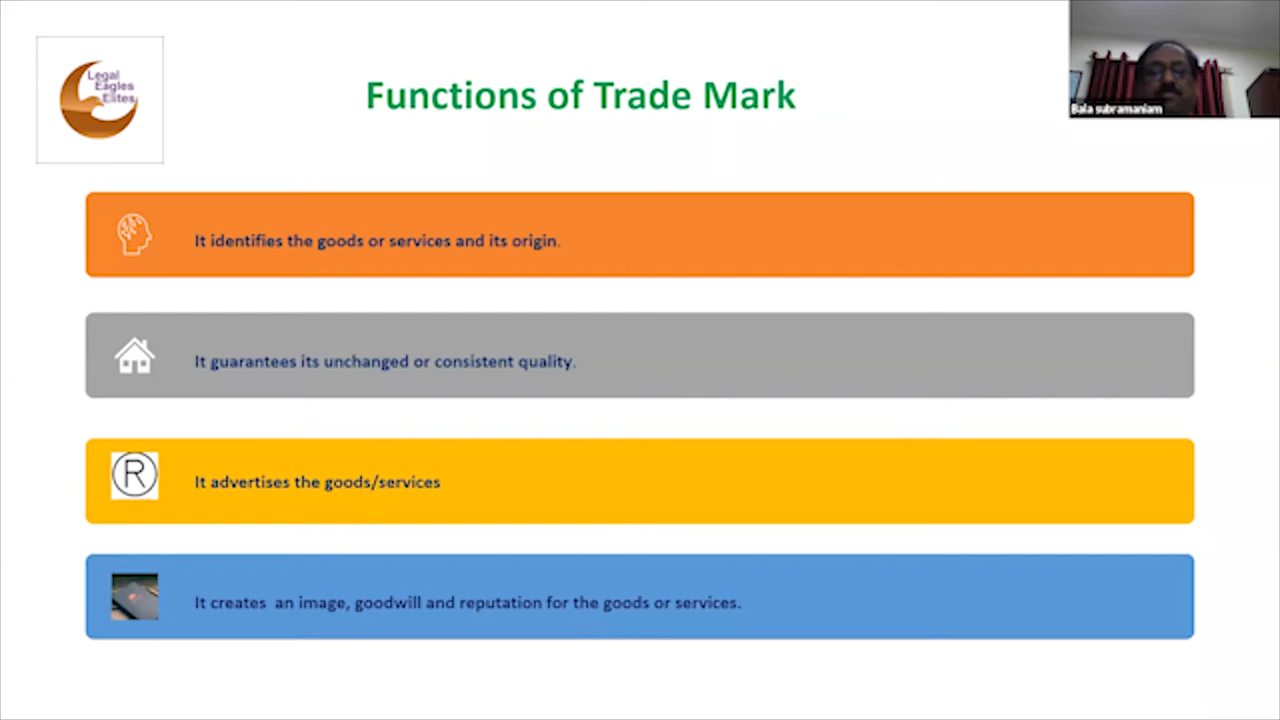 Legal
Eagles
Elites
Functions of Trade Mark
Bala subramaniam
It identifies the goods or services and its origin.
It guarantees its unchanged or consistent quality.
R
It advertises the goods/services
It creates an image, goodwill and reputation for the goods or services.